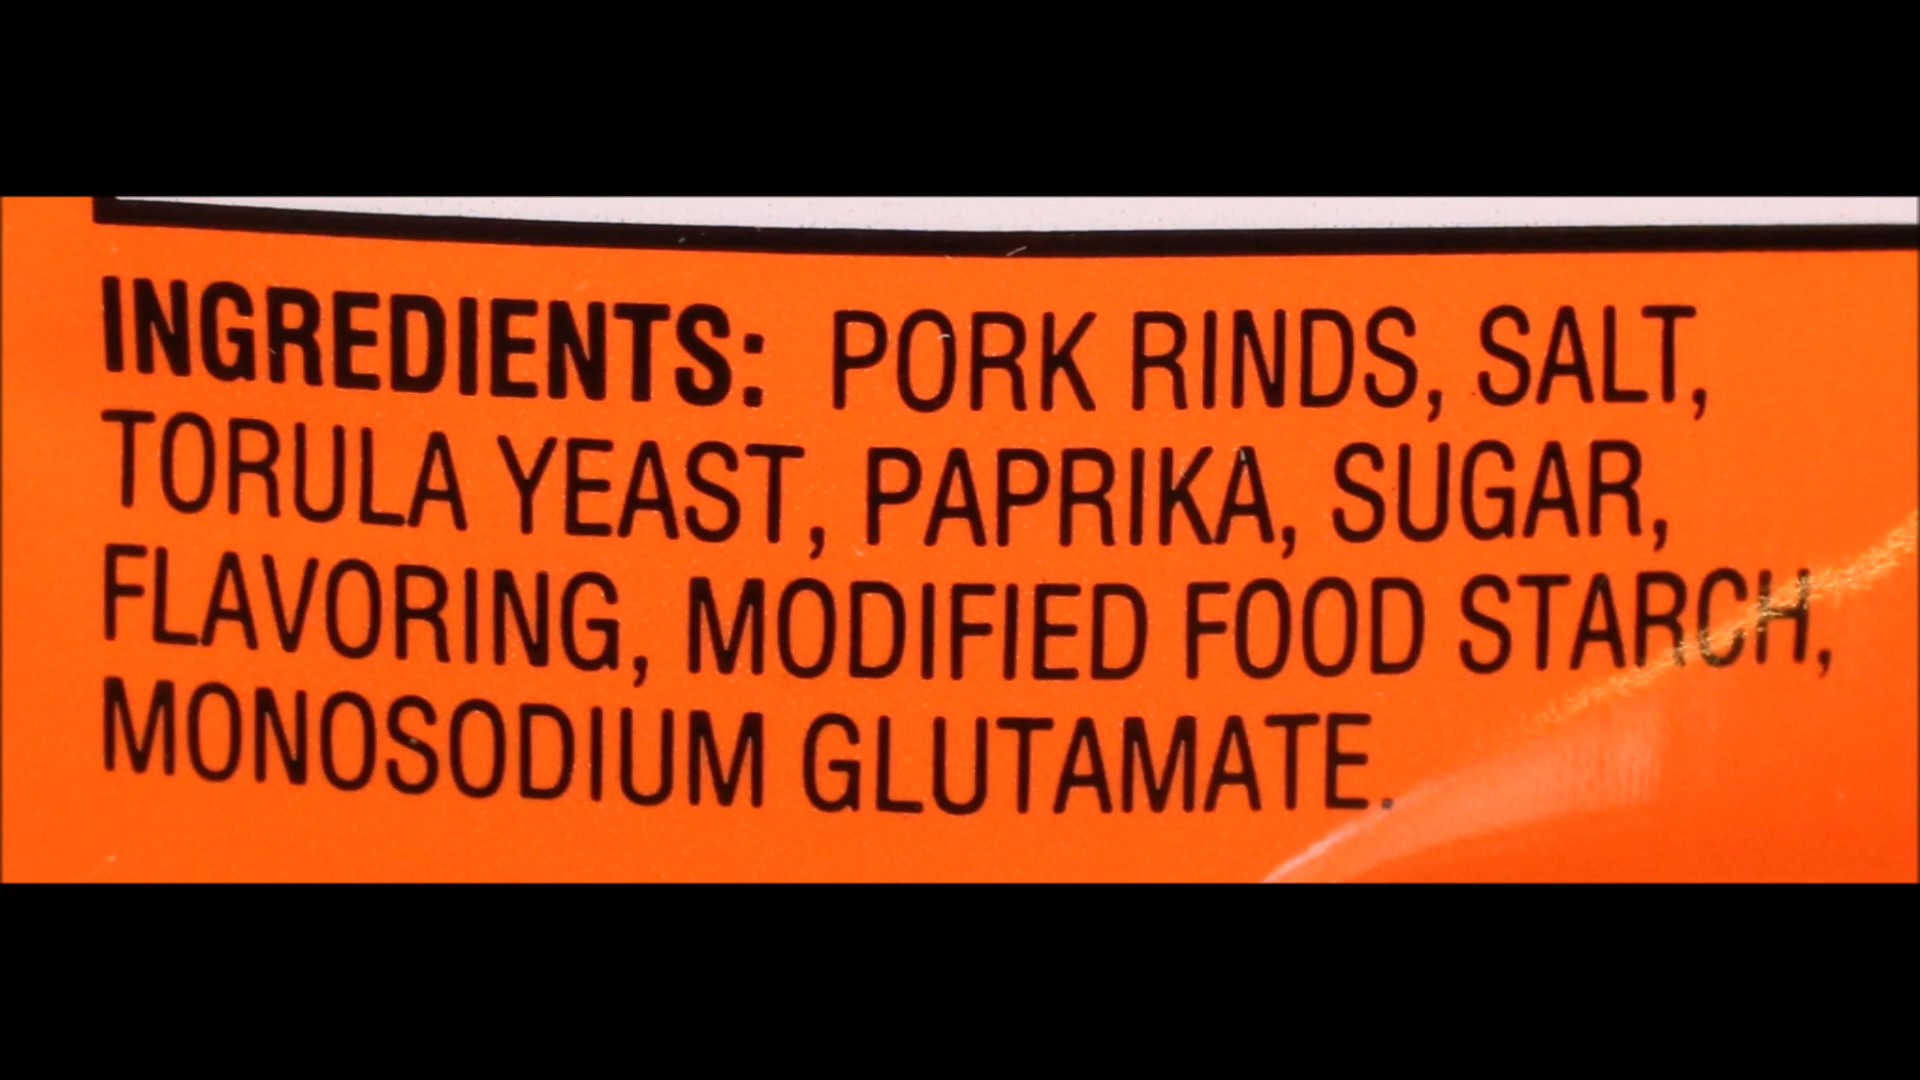 INGREDIENTS: PORK RINDS, SALT,
TORULA YEAST, PAPRIKA, SUGAR,
FLAVORING, MODIFIED FOOD STARCH,
MONOSODIUM GLUTAMATE.